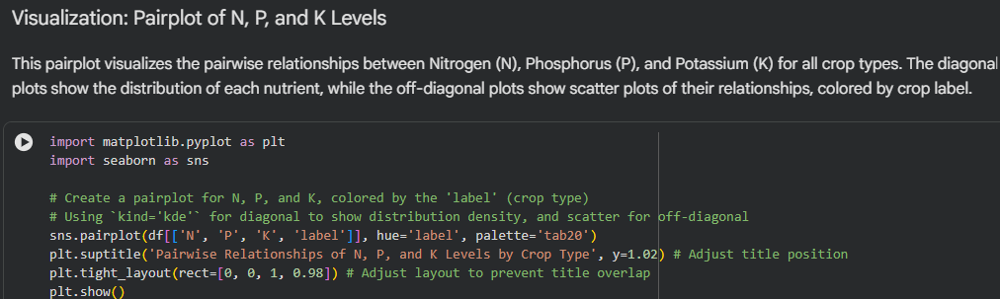 Visualization: Pairplot of N, P, and K Levels
This pairplot visualizes the pairwise relationships between Nitrogen (N), Phosphorus (P), and Potassium (K) for all crop types. The diagonal
plots show the distribution of each nutrient, while the off-diagonal plots show scatter plots of their relationships, colored by crop label.
import matplotlib.pyplot as plt
import seaborn as sns
# Create a pairplot for N, P, and K, colored by the 'label' (crop type)
# Using `kind='kde'` for diagonal to show distribution density, and scatter for off-diagonal
sns.pairplot(df[['N', 'P', 'K', 'label']], hue='label', palette='tab20')
plt.suptitle('Pairwise Relationships of N, P, and K Levels by Crop Type', y=1.02) # Adjust title position
plt.tight_layout(rect=[0, 0, 1, 0.98]) # Adjust layout to prevent title overlap
plt.show()